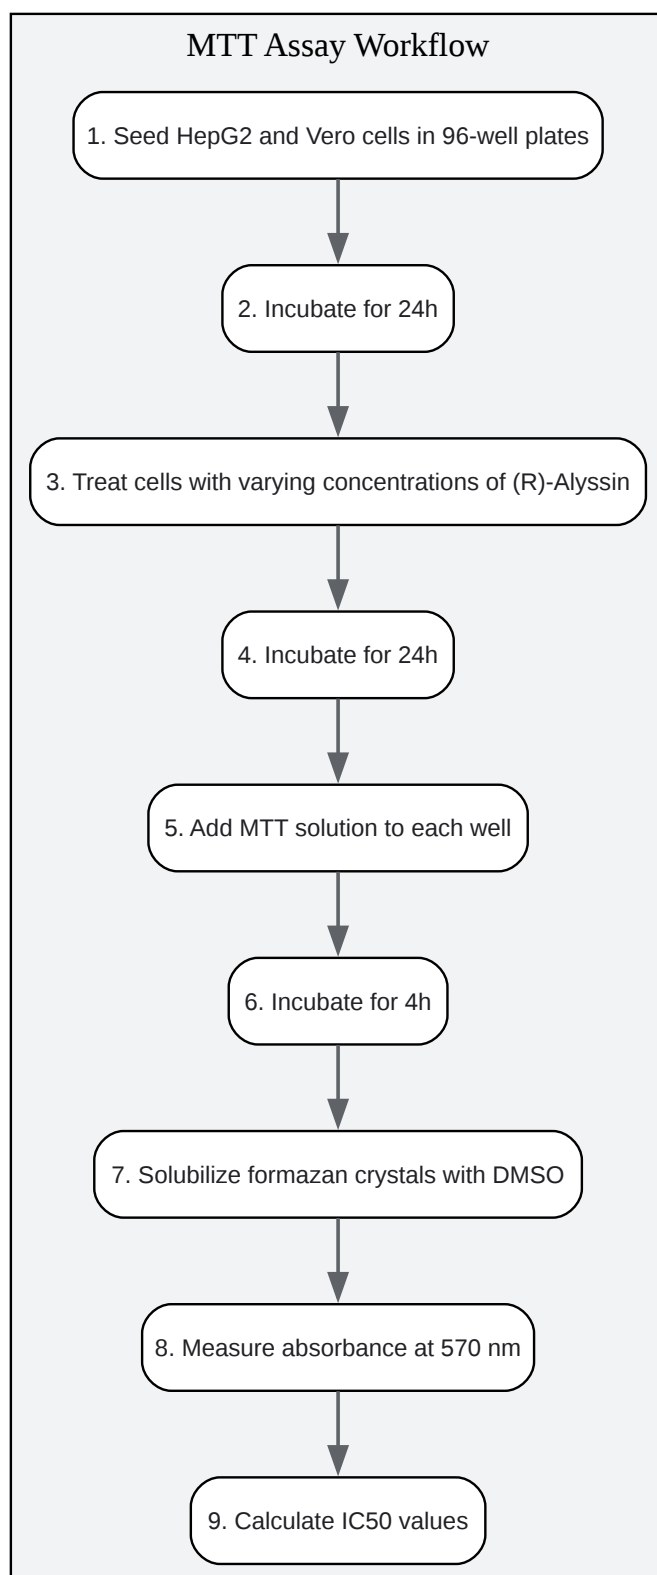 MTT Assay Workflow
1. Seed HepG2 and Vero cells in 96-well plates
2. Incubate for 24h
3. Treat cells with varying concentrations of (R)-Alyssin
4. Incubate for 24h
5. Add MTT solution to each well
6. Incubate for 4h
7. Solubilize formazan crystals with DMSO
8. Measure absorbance at 570 nm
9. Calculate IC50 values